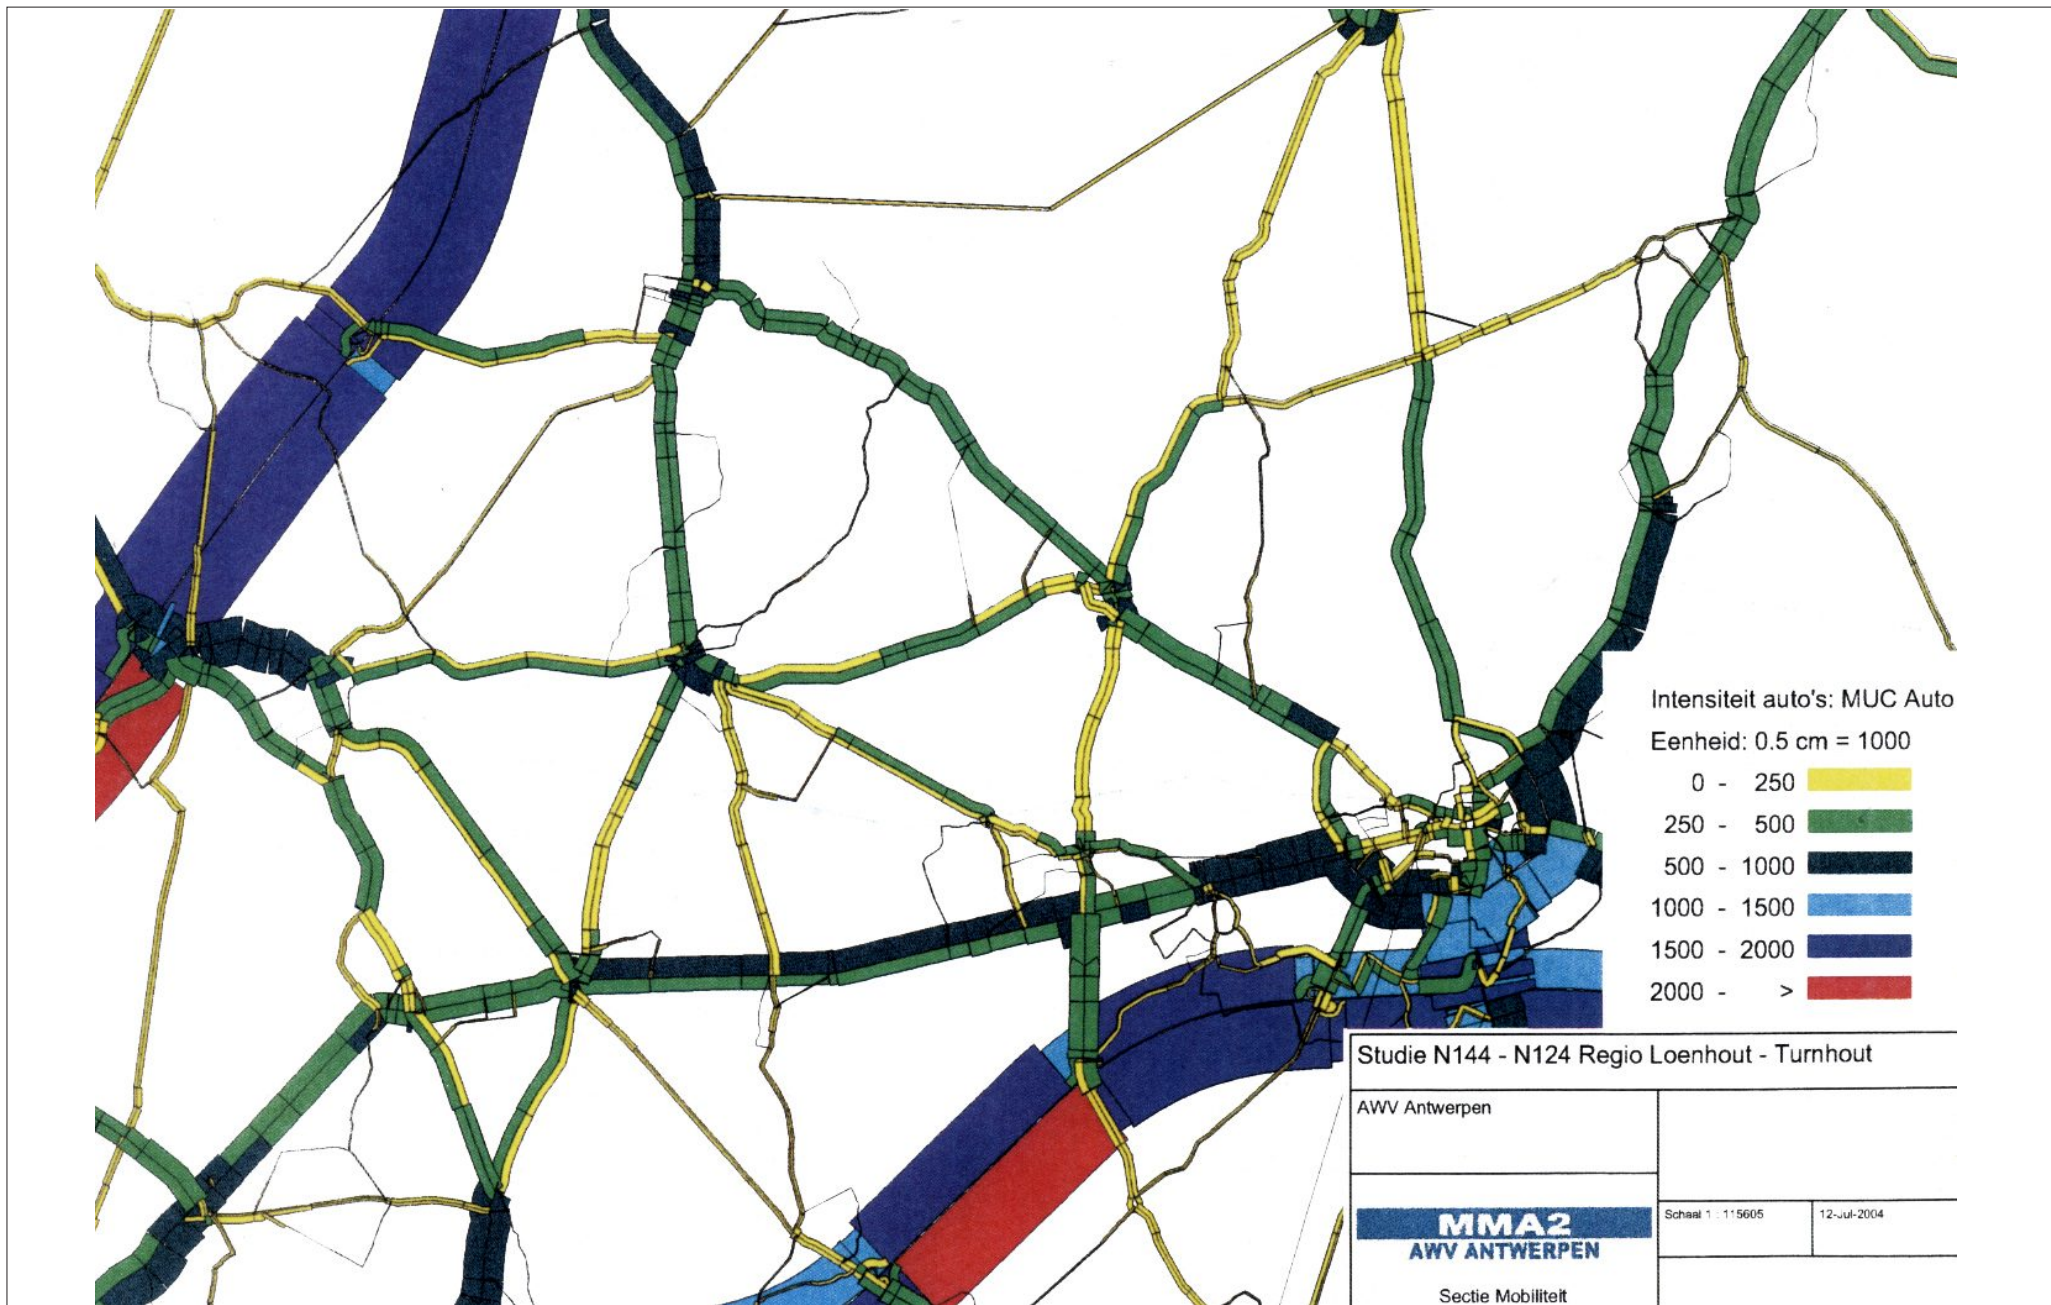 Intensiteit auto's: MUC Auto
Eenheid: 0.5 cm = 1000
0 - 250
250 - 500
500 - 1000
1000 - 1500
1500 - 2000
2000 - >
Studie N144 - N124 Regio Loenhout - Turnhout
AWV Antwerpen
MMA2
AWV ANTWERPEN
Schaal 1 : 115605
12-Jul-2004
Sectie Mobiliteit